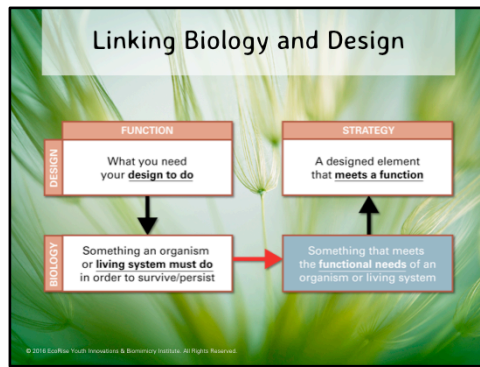 Linking Biology and Design
FUNCTION
STRATEGY
DESIGN
What you need
your design to do
A designed element
that meets a function
BIOLOGY
Something an organism
or living system must do
in order to survive/persist
Something that meets
the functional needs of an
organism or living system
© 2016 EcoRise Youth Innovations & Biomimicry Institute. All Rights Reserved.